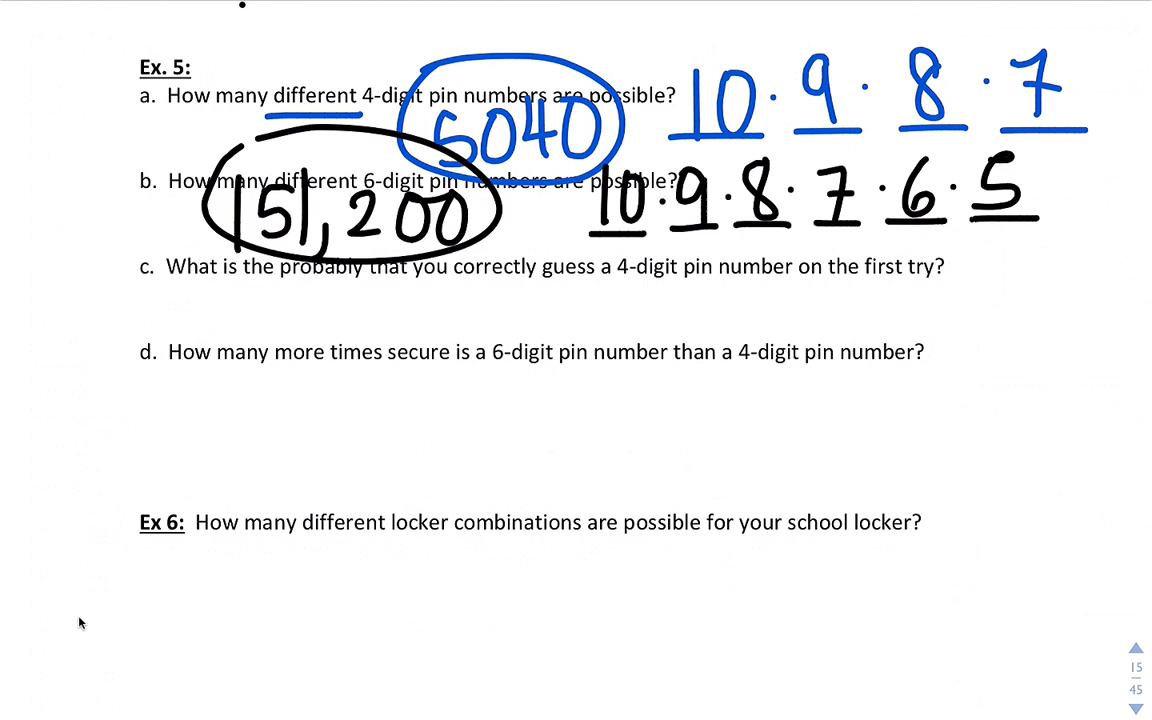 Ex. 5:
a. How many different 4-digit pin numbers are possible? 10 · 9 · 8 · 7
5040
b. How many different 6-digit pin numbers are possible? 10 · 9 · 8 · 7 · 6 · 5
151,200
c. What is the probably that you correctly guess a 4-digit pin number on the first try?
d. How many more times secure is a 6-digit pin number than a 4-digit pin number?
Ex 6: How many different locker combinations are possible for your school locker?
15
45